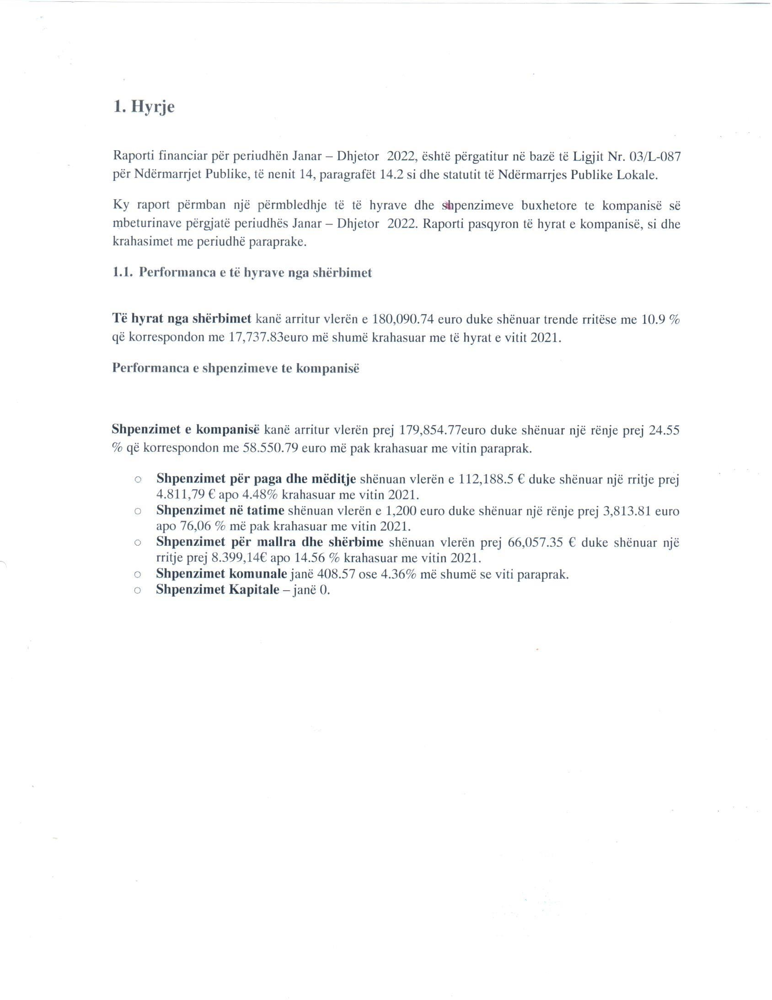 1. Hyrje
Raporti financiar për periudhën Janar – Dhjetor 2022, është përgatitur në bazë të Ligjit Nr. 03/L-087
për Ndërmarrjet Publike, të nenit 14, paragrafët 14.2 si dhe statutit të Ndërmarrjes Publike Lokale.
Ky raport përmban një përmbledhje të të hyrave dhe shpenzimeve buxhetore te kompanisë së
mbeturinave përgjatë periudhës Janar – Dhjetor 2022. Raporti pasqyron të hyrat e kompanisë, si dhe
krahasimet me periudhë paraprake.
1.1. Performanca e të hyrave nga shërbimet
Të hyrat nga shërbimet kanë arritur vlerën e 180,090.74 euro duke shënuar trende rritëse me 10.9 %
që korrespondon me 17,737.83euro më shumë krahasuar me të hyrat e vitit 2021.
Performanca e shpenzimeve te kompanisë
Shpenzimet e kompanisë kanë arritur vlerën prej 179,854.77euro duke shënuar një rënje prej 24.55
% që korrespondon me 58.550.79 euro më pak krahasuar me vitin paraprak.
o Shpenzimet për paga dhe mëditje shënuan vlerën e 112,188.5 € duke shënuar një rritje prej
4.811,79 € apo 4.48% krahasuar me vitin 2021.
o Shpenzimet në tatime shënuan vlerën e 1,200 euro duke shënuar një rënje prej 3,813.81 euro
apo 76,06 % më pak krahasuar me vitin 2021.
o Shpenzimet për mallra dhe shërbime shënuan vlerën prej 66,057.35 € duke shënuar një
rritje prej 8.399,14€ apo 14.56 % krahasuar me vitin 2021.
o Shpenzimet komunale janë 408.57 ose 4.36% më shumë se viti paraprak.
o Shpenzimet Kapitale – janë 0.